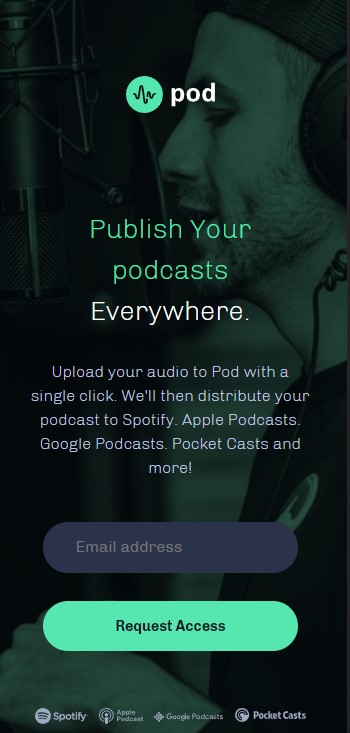 pod
Publish Your
podcasts
Everywhere.
Upload your audio to Pod with a
single click. We'll then distribute your
podcast to Spotify. Apple Podcasts.
Google Podcasts. Pocket Casts and
more!
Email address
Request Access
Spotify
Apple
Podcast
Google Podcasts
Pocket Casts